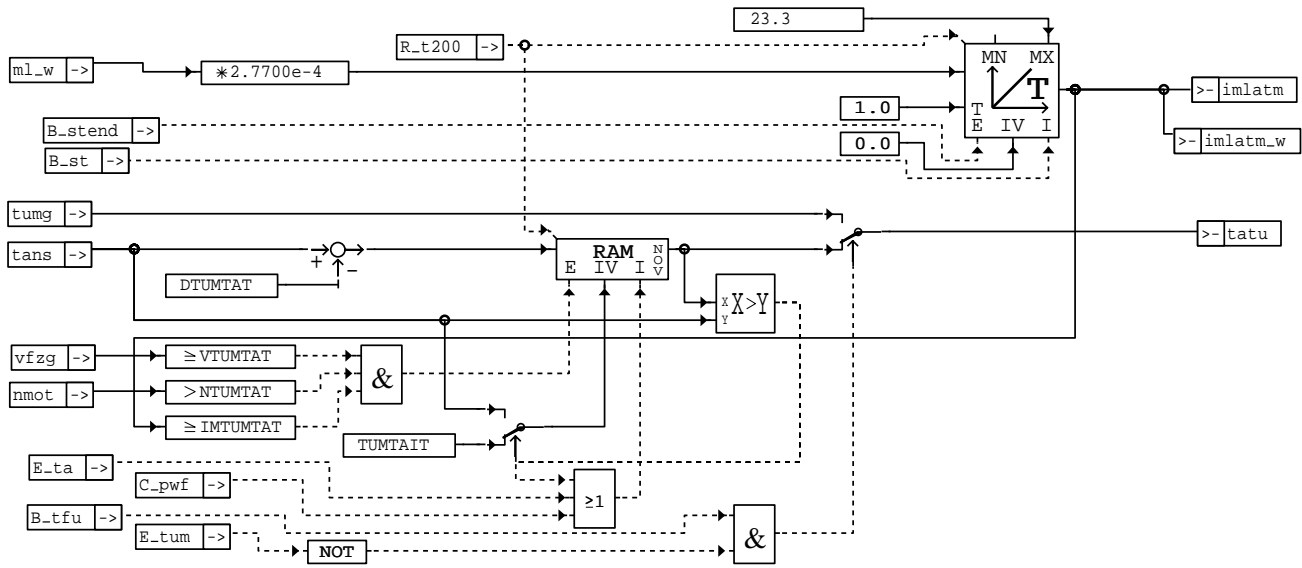 23.3
R_t200 ->
MN MX
ml_w ->
*2.7700e-4
T
>- imlatm
1.0
T
E IV I
B_stend ->
0.0
>- imlatm_w
B_st ->
tumg ->
>- tatu
tans ->
+
−
RAM
NOV
E IV I
DTUMTAT
X
Y
X>Y
vfzg ->
≥VTUMTAT
&
nmot ->
>NTUMTAT
≥IMTUMTAT
TUMTAIT
E_ta ->
C_pwf ->
≥1
B_tfu ->
&
E_tum ->
NOT